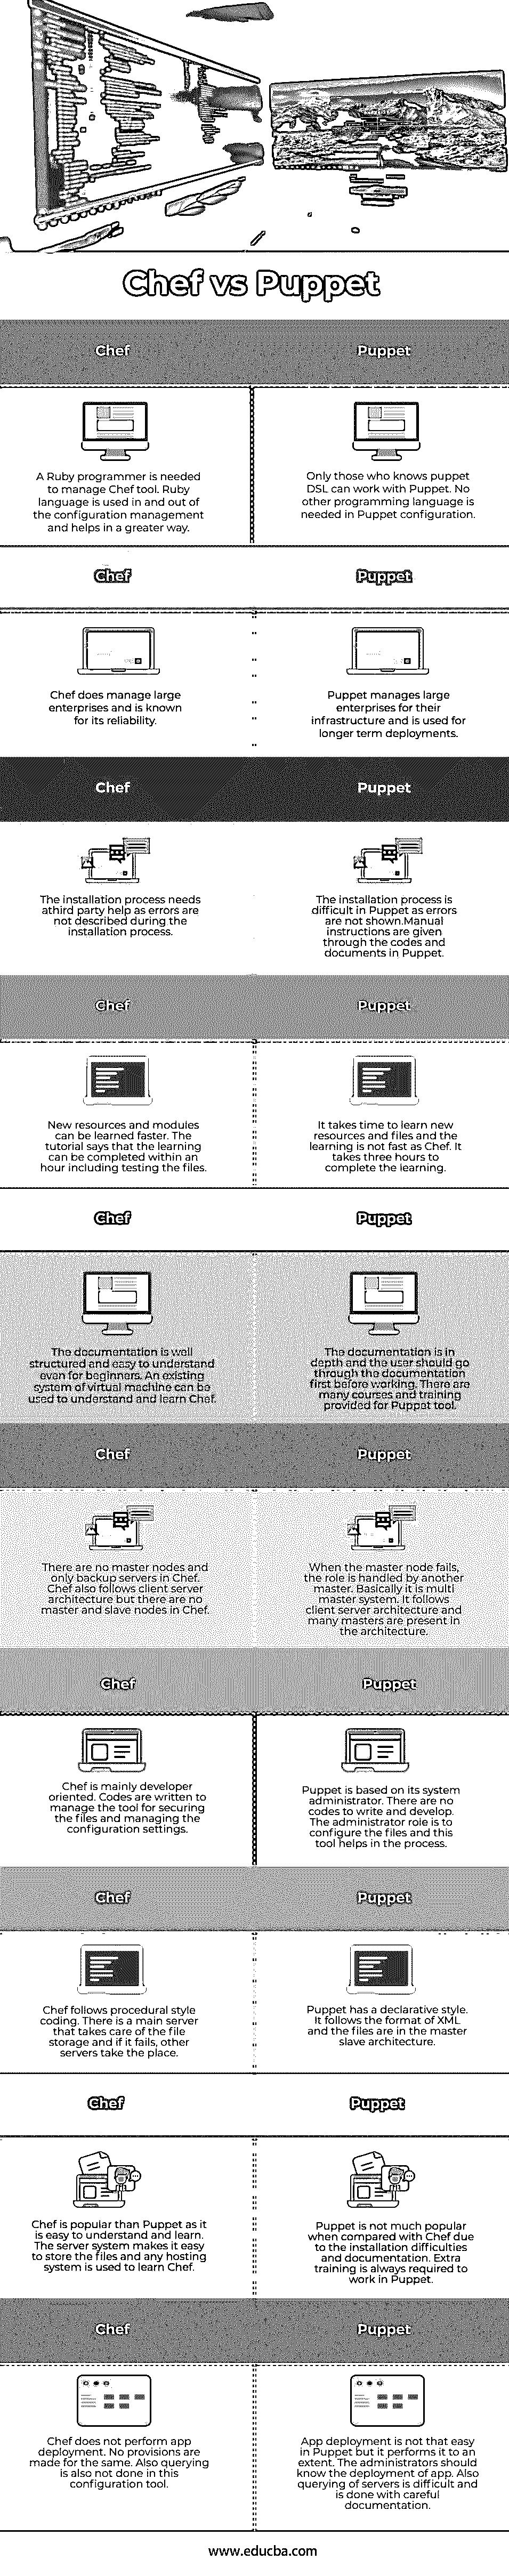 Chef vs Puppet
Chef
Puppet
A Ruby programmer is needed
to manage Chef tool. Ruby
language is used in and out of
the configuration management
and helps in a greater way.
Only those who knows puppet
DSL can work with Puppet. No
other programming language is
needed in Puppet configuration.
Chef
Puppet
Chef does manage large
enterprises and is known
for its reliability.
Puppet manages large
enterprises for their
infrastructure and is used for
longer term deployments.
Chef
Puppet
The installation process needs
athird party help as errors are
not described during the
installation process.
The installation process is
difficult in Puppet as errors
are not shown.Manual
instructions are given
through the codes and
documents in Puppet.
Chef
Puppet
New resources and modules
can be learned faster. The
tutorial says that the learning
can be completed within an
hour including testing the files.
It takes time to learn new
resources and files and the
learning is not fast as Chef. It
takes three hours to
complete the learning.
Chef
Puppet
The documentation is well
structured and easy to understand
evan for beginners. An existing
system of virtual machine can be
used to understand and learn Chef.
The documentation is in
depth and the user should go
through the documentation
first before working. There are
many courses and training
provided for Puppet tool.
Chef
Puppet
There are no master nodes and
only backup servers in Chef.
Chef also follows client server
architecture but there are no
master and slave nodes in Chef.
When the master node fails,
the role is handled by another
master. Basically it is multi
master system. It follows
client server architecture and
many masters are present in
the architecture.
Chef
Puppet
Chef is mainly developer
oriented. Codes are written to
manage the tool for securing
the files and managing the
configuration settings.
Puppet is based on its system
administrator. There are no
codes to write and develop.
The administrator role is to
configure the files and this
tool helps in the process.
Chef
Puppet
Chef follows procedural style
coding. There is a main server
that takes care of the file
storage and if it fails, other
servers take the place.
Puppet has a declarative style.
It follows the format of XML
and the files are in the master
slave architecture.
Chef
Puppet
Chef is popular than Puppet as it
is easy to understand and learn.
The server system makes it easy
to store the files and any hosting
system is used to learn Chef.
Puppet is not much popular
when compared with Chef due
to the installation difficulties
and documentation. Extra
training is always required to
work in Puppet.
Chef
Puppet
Chef does not perform app
deployment. No provisions are
made for the same. Also querying
is also not done in this
configuration tool.
App deployment is not that easy
in Puppet but it performs it to an
extent. The administrators should
know the deployment of app. Also
querying of servers is difficult and
is done with careful
documentation.
www.educba.com